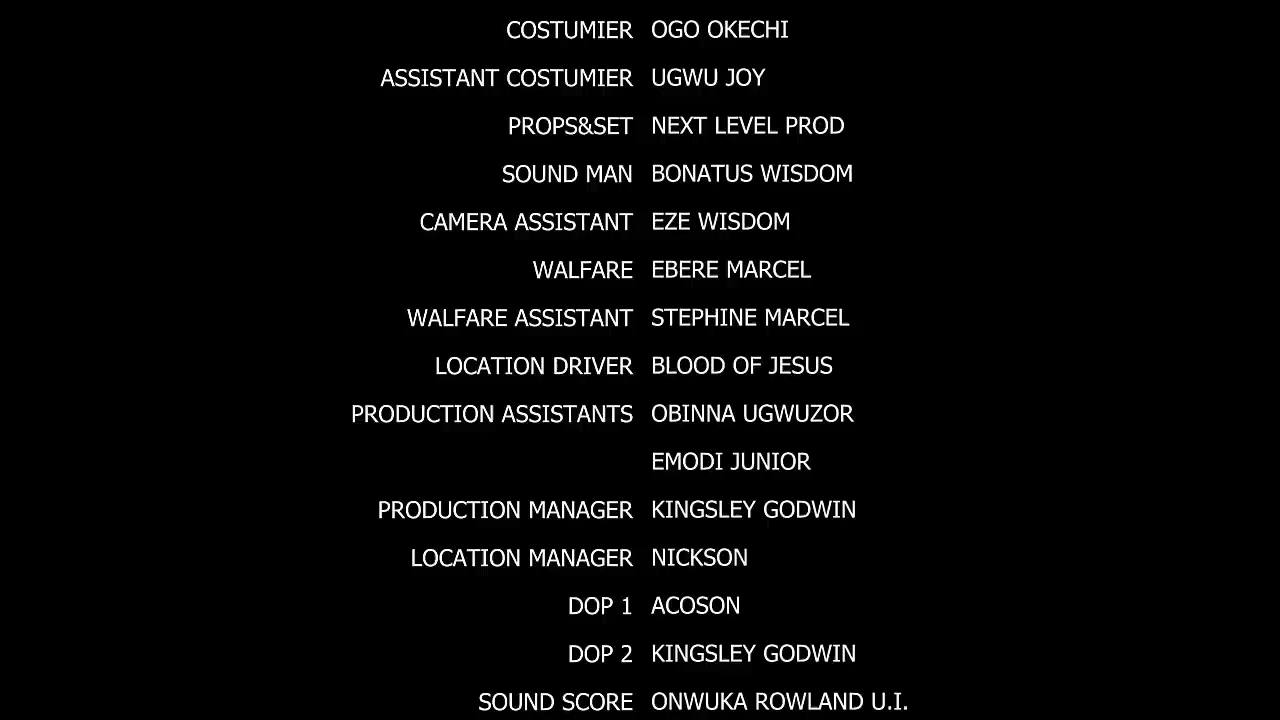 COSTUMIER OGO OKECHI
ASSISTANT COSTUMIER UGWU JOY
PROPS&SET NEXT LEVEL PROD
SOUND MAN BONATUS WISDOM
CAMERA ASSISTANT EZE WISDOM
WALFARE EBERE MARCEL
WALFARE ASSISTANT STEPHINE MARCEL
LOCATION DRIVER BLOOD OF JESUS
PRODUCTION ASSISTANTS OBINNA UGWUZOR
EMODI JUNIOR
PRODUCTION MANAGER KINGSLEY GODWIN
LOCATION MANAGER NICKSON
DOP 1 ACOSON
DOP 2 KINGSLEY GODWIN
SOUND SCORE ONWUKA ROWLAND U.I.